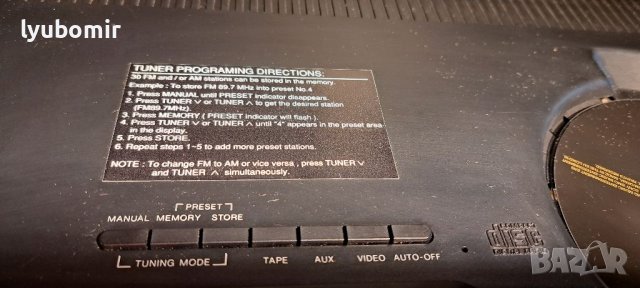 lyubomir
TUNER PROGRAMING DIRECTIONS:
30 FM and / or AM stations can be stored in the memory
Example : To store FM 89.7 MHz into preset No.4
1. Press MANUAL until PRESET indicator disappears.
2. Press TUNER ∨ or TUNER ∧ to get the desired station
(FM89.7MHz)
3. Press MEMORY ( PRESET indicator will flash ).
4. Press TUNER ∨ or TUNER ∧ until "4" appears in the preset area
in the display.
5. Press STORE.
6. Repeat steps 1~5 to add more preset stations.
NOTE : To change FM to AM or vice versa , press TUNER ∨
and TUNER ∧ simultaneously.
PRESET
MANUAL MEMORY STORE
TUNING MODE
TAPE AUX VIDEO AUTO-OFF
COMPACT
disc
BAZAR
bg